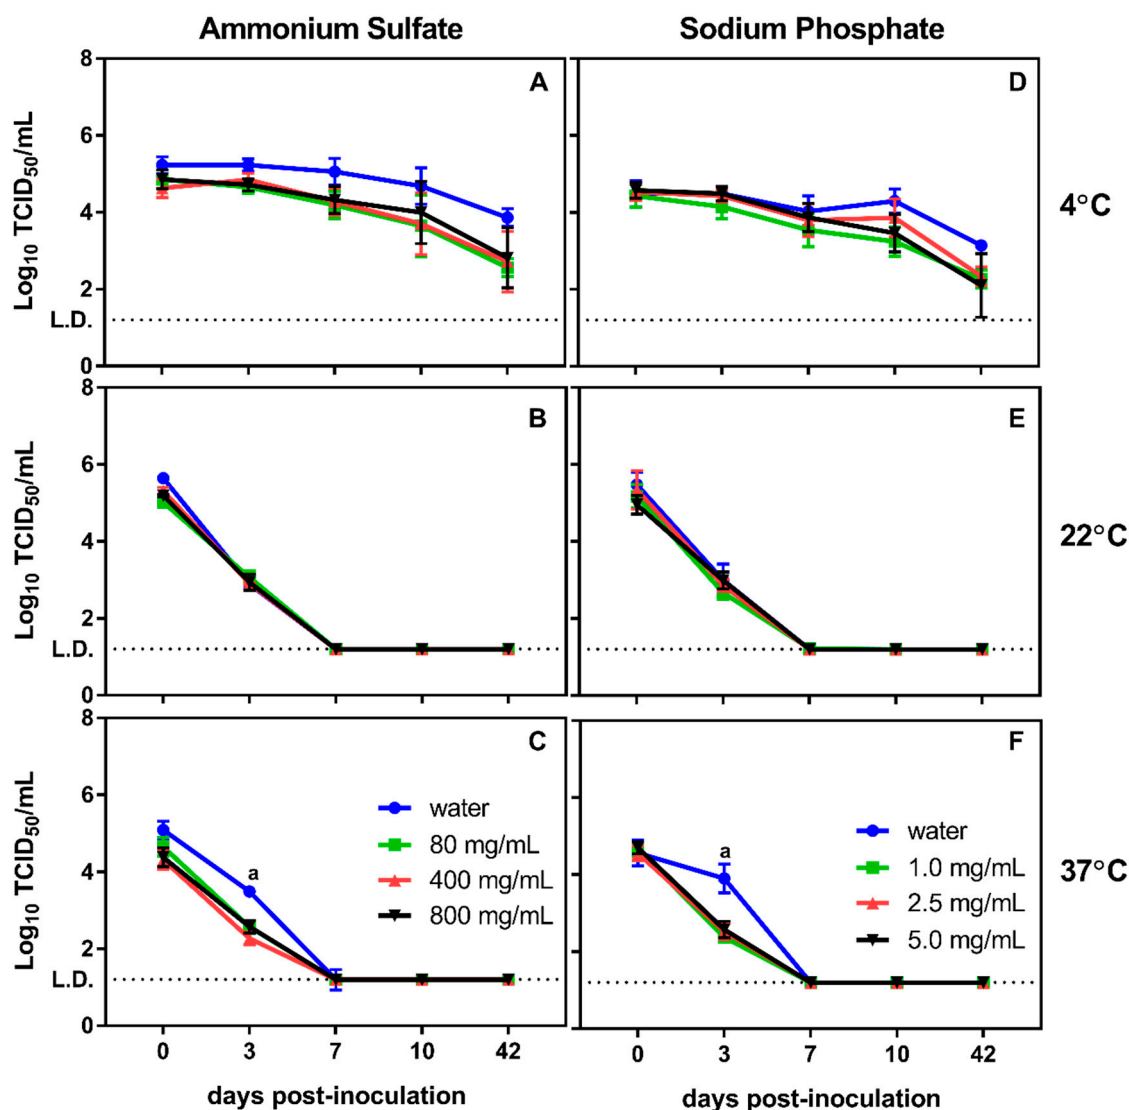 Ammonium Sulfate
Sodium Phosphate
Log10 TCID50/mL
8
6
4
2
0
L.D.
A
D
4°C
Log10 TCID50/mL
8
6
4
2
0
L.D.
B
E
22°C
Log10 TCID50/mL
8
6
4
2
0
L.D.
C
a
water
80 mg/mL
400 mg/mL
800 mg/mL
F
a
water
1.0 mg/mL
2.5 mg/mL
5.0 mg/mL
37°C
0 3 7 10 42
0 3 7 10 42
days post-inoculation
days post-inoculation